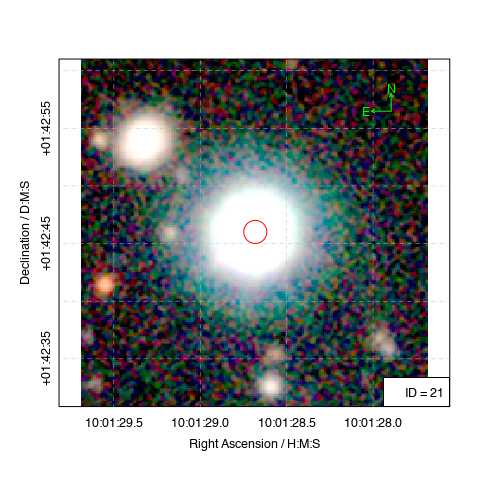 N
E
+01:42:55
+01:42:45
+01:42:35
Declination / D:M:S
ID = 21
10:01:29.5 10:01:29.0 10:01:28.5 10:01:28.0
Right Ascension / H:M:S